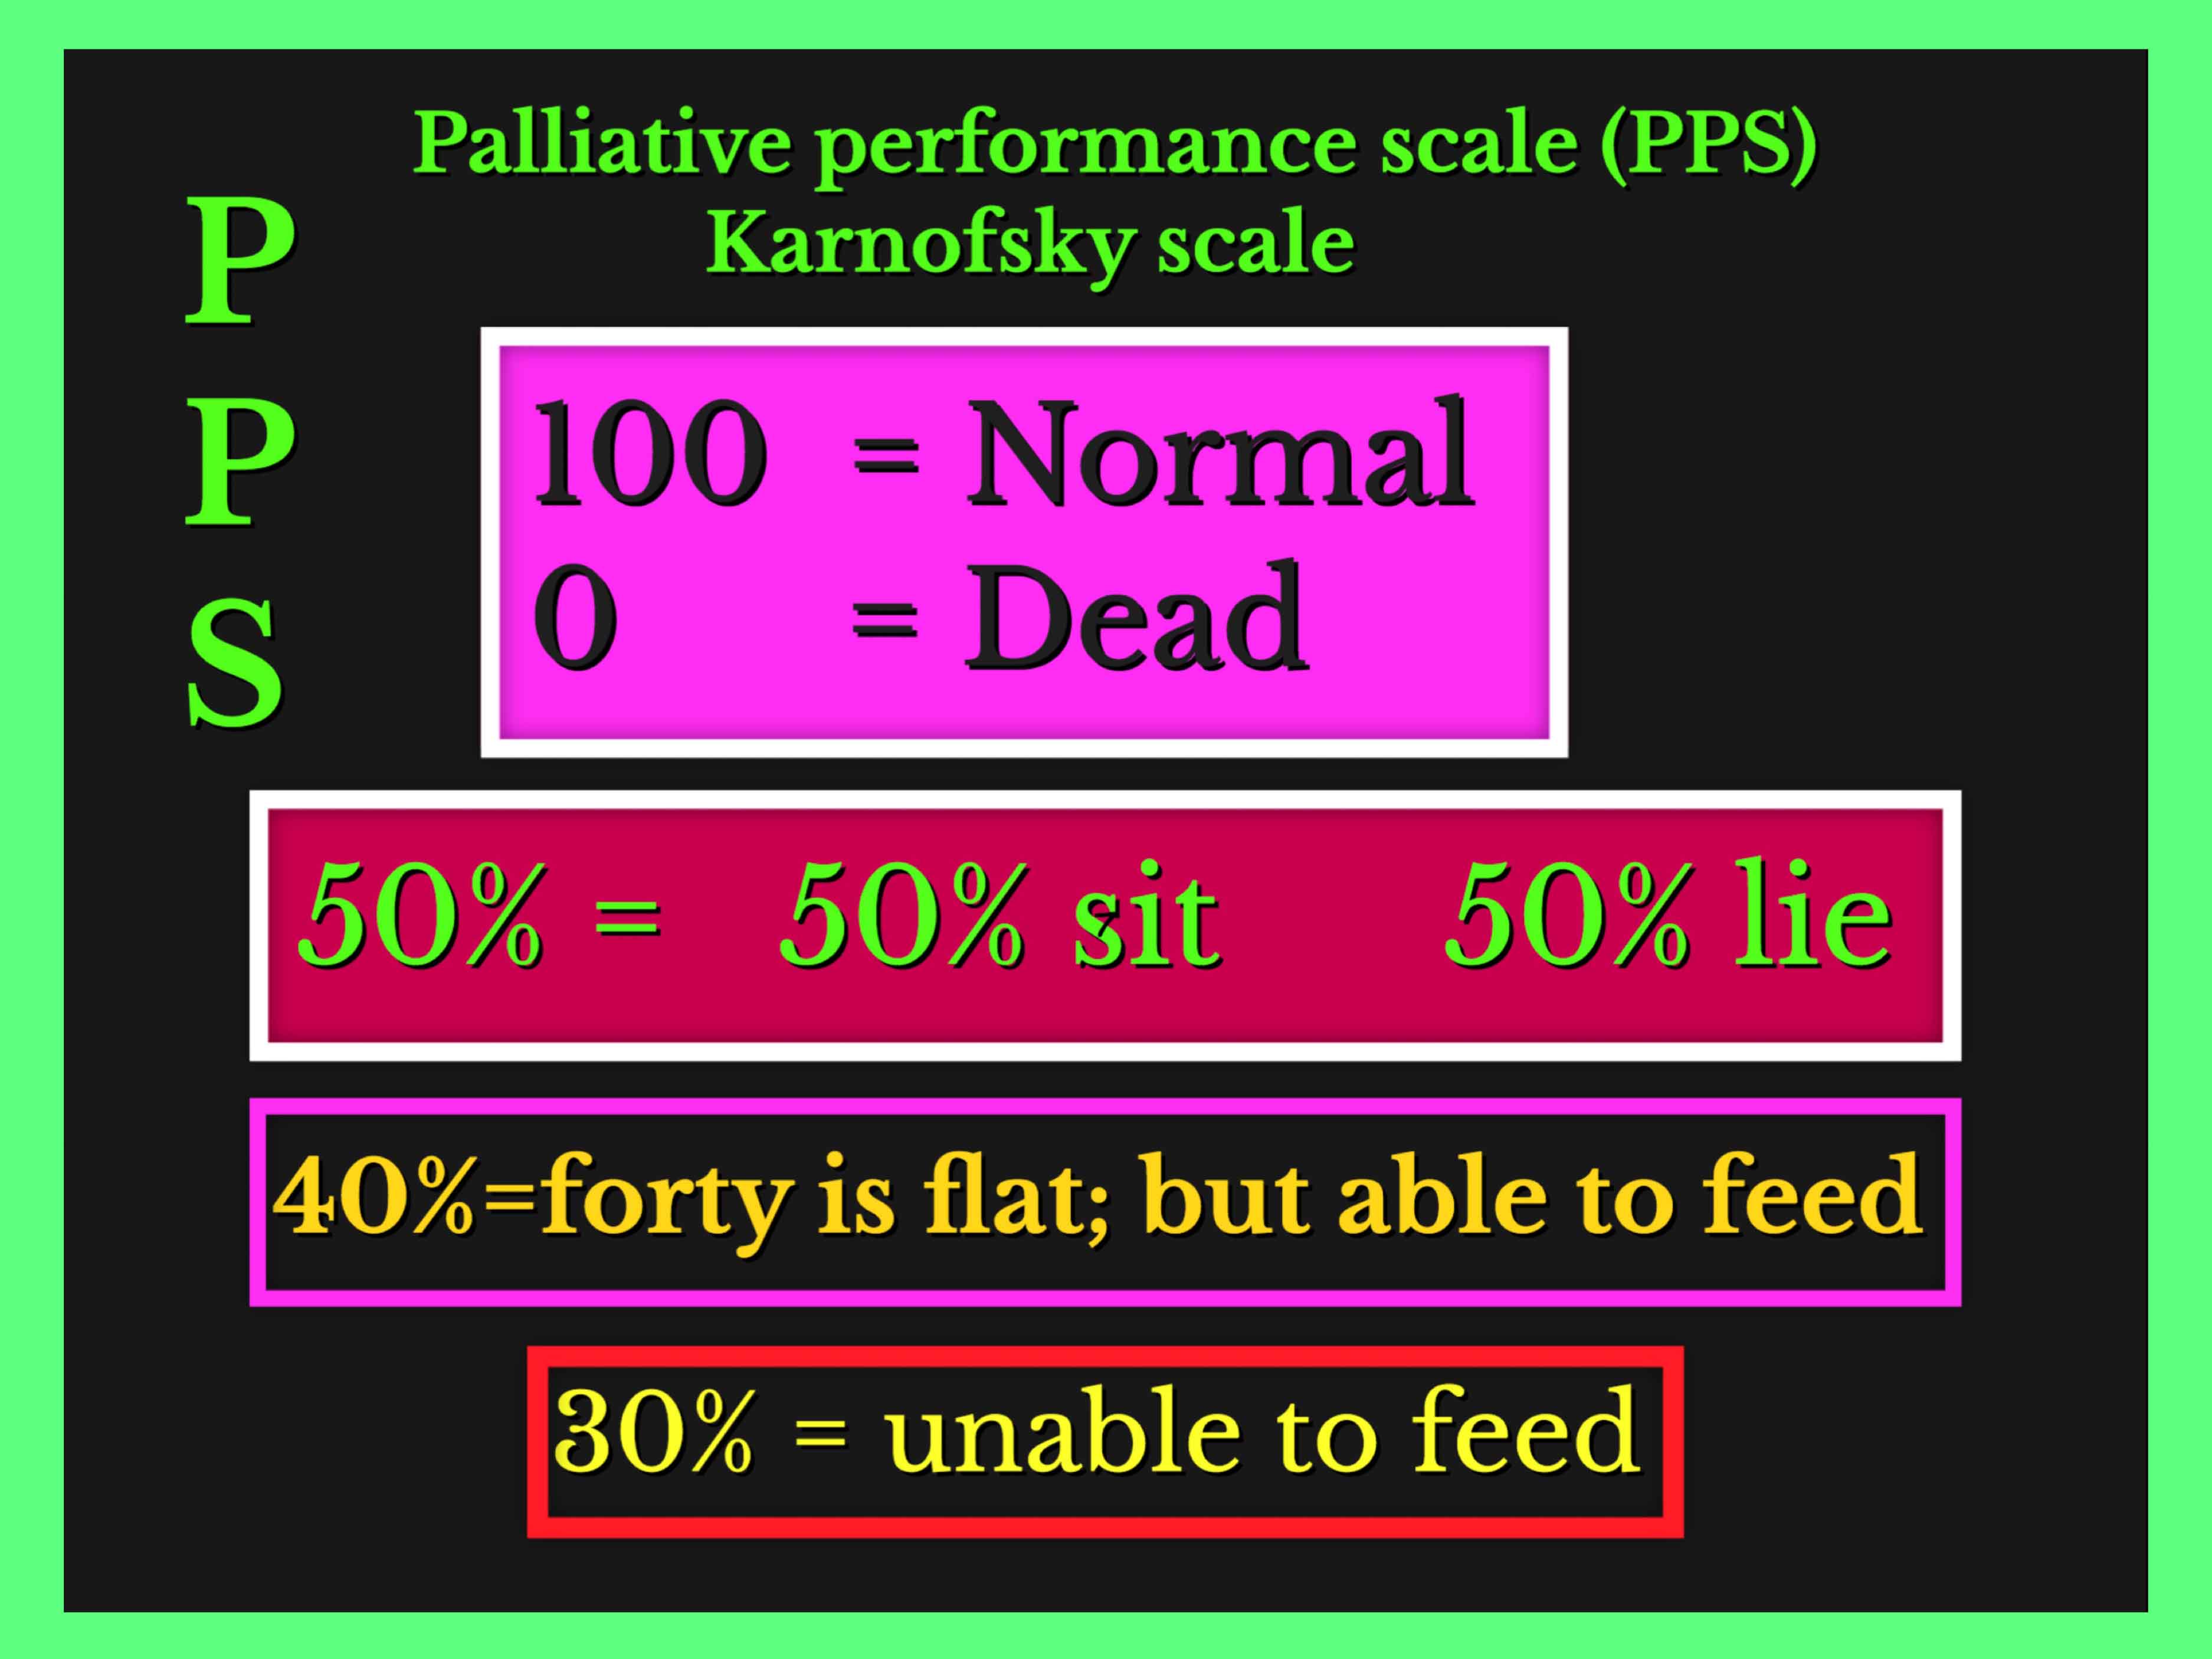 Palliative performance scale (PPS)
Karnofsky scale
P
P
S
100 = Normal
0 = Dead
50% = 50% sit 50% lie
40%=forty is flat; but able to feed
30% = unable to feed